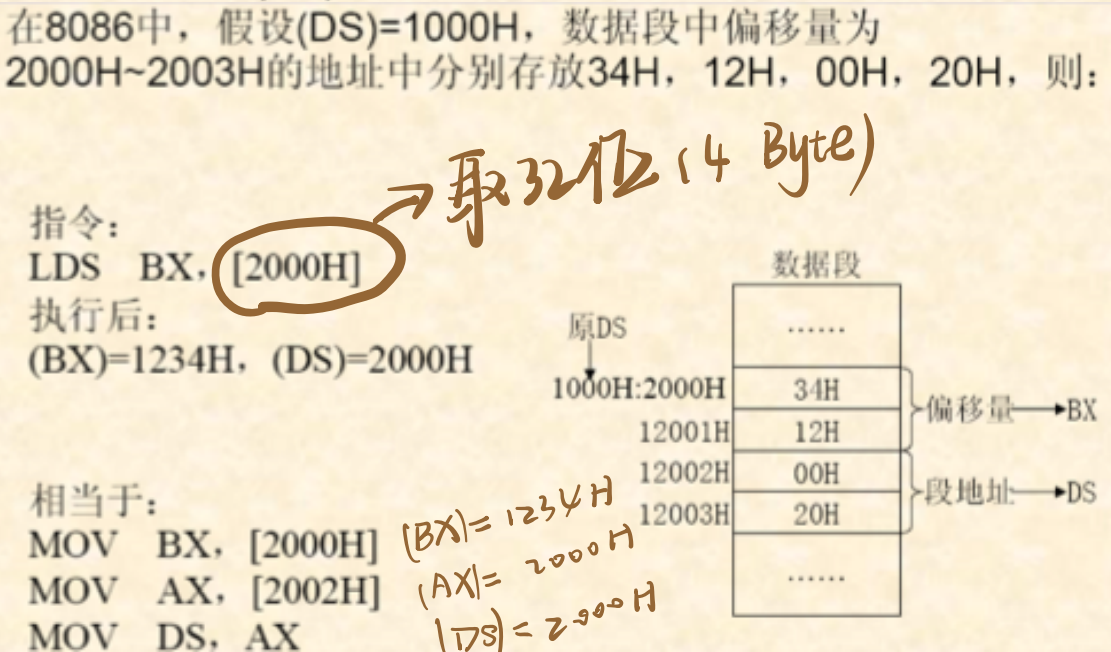 在8086中，假设(DS)=1000H，数据段中偏移量为
2000H~2003H的地址中分别存放34H，12H，00H，20H，则：
取32位(4 Byte)
指令：
LDS BX，[2000H]
执行后：
(BX)=1234H，(DS)=2000H
数据段
......
原DS
1000H:2000H 34H
12001H 12H
偏移量 BX
12002H 00H
12003H 20H
段地址 DS
......
相当于：
MOV BX，[2000H] (BX)=1234H
MOV AX，[2002H] (AX)=2000H
MOV DS，AX (DS)=2000H